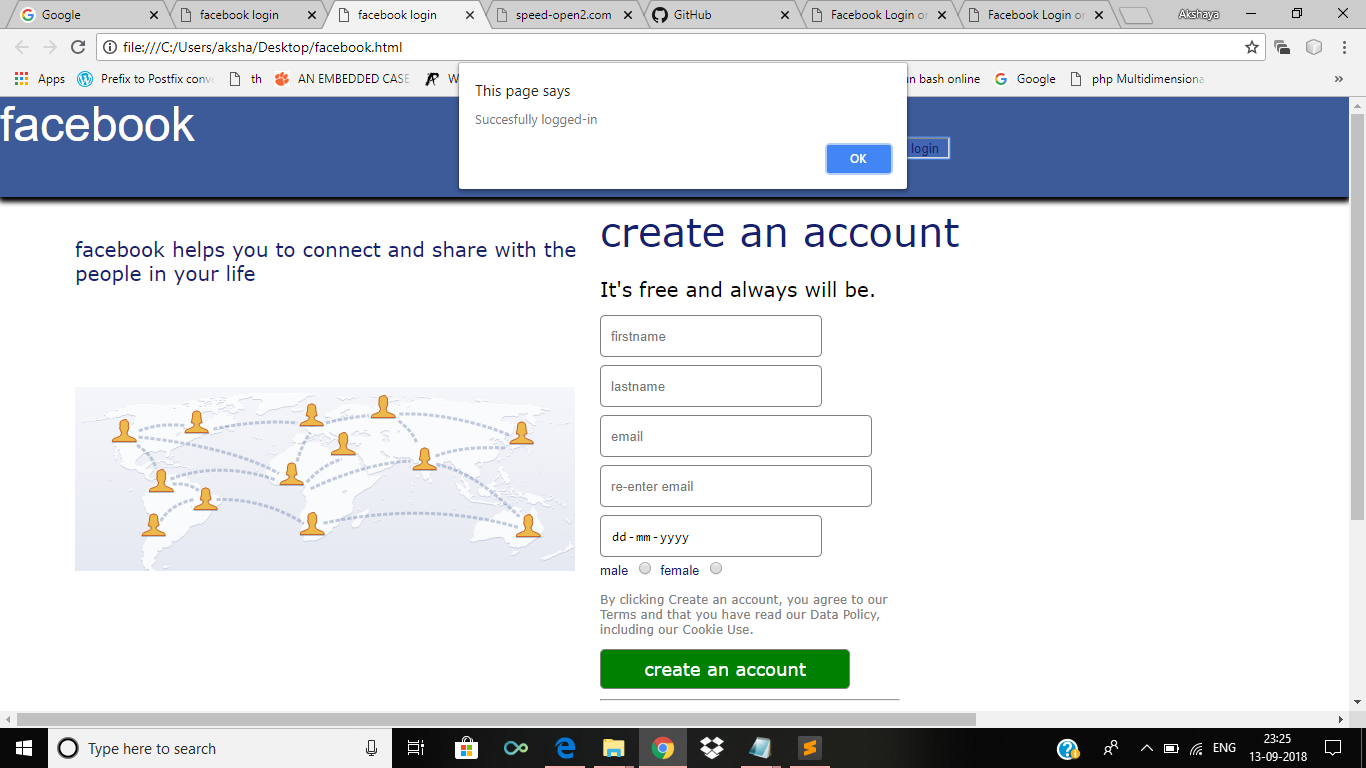 Google
facebook login
facebook login
speed-open2.com
GitHub
Facebook Login or
Facebook Login or
Akshaya
file:///C:/Users/aksha/Desktop/facebook.html
Apps
Prefix to Postfix conv
th
AN EMBEDDED CASE
W
n bash online
Google
php Multidimensiona
»
This page says
Succesfully logged-in
OK
facebook
login
facebook helps you to connect and share with the
people in your life
create an account
It's free and always will be.
firstname
lastname
email
re-enter email
dd-mm-yyyy
male
female
By clicking Create an account, you agree to our
Terms and that you have read our Data Policy,
including our Cookie Use.
create an account
Type here to search
ENG
23:25
13-09-2018